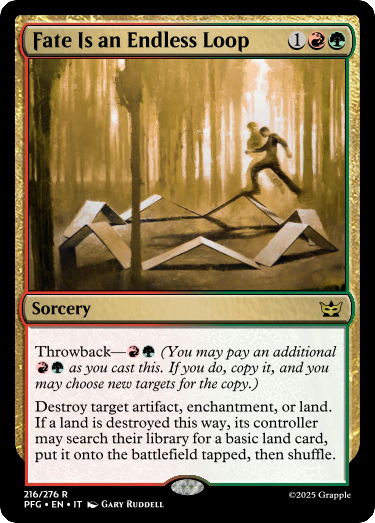 Fate Is an Endless Loop 1
Sorcery
Throwback— (You may pay an additional
as you cast this. If you do, copy it, and you
may choose new targets for the copy.)
Destroy target artifact, enchantment, or land.
If a land is destroyed this way, its controller
may search their library for a basic land card,
put it onto the battlefield tapped, then shuffle.
216/276 R
PFG • EN • IT Gary Ruddell
©2025 Grapple